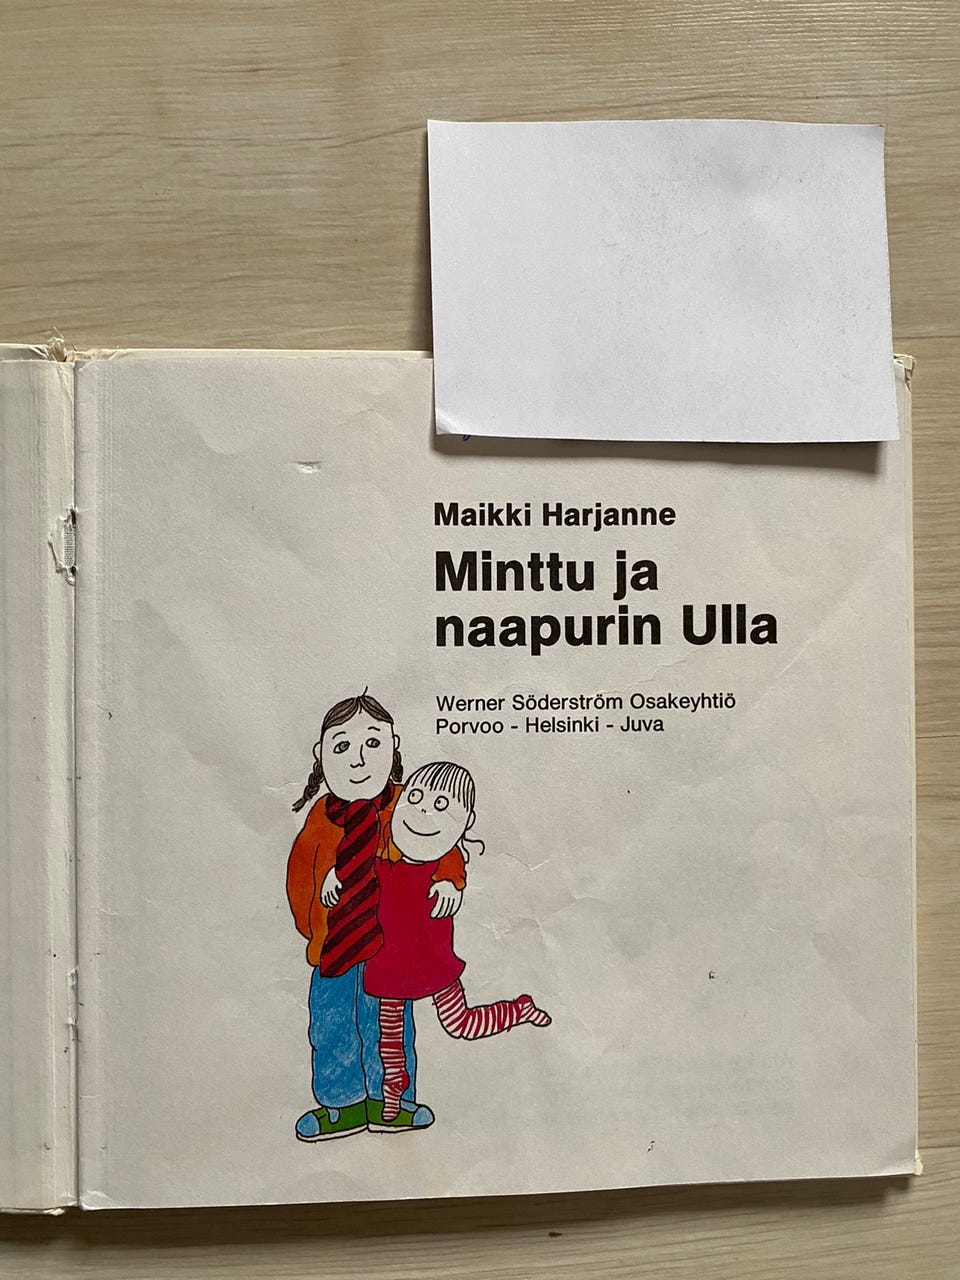 Maikki Harjanne
Minttu ja
naapurin Ulla
Werner Söderström Osakeyhtiö
Porvoo - Helsinki - Juva